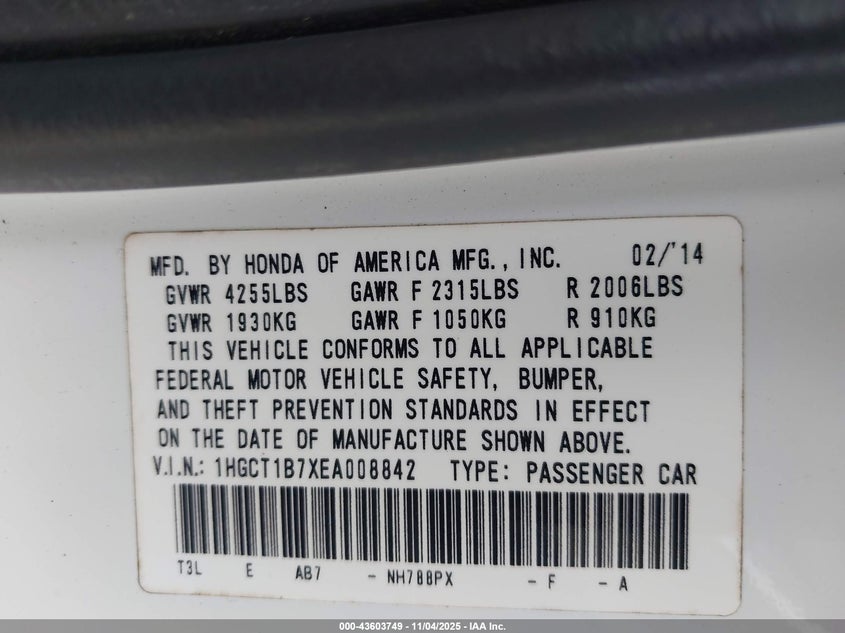 MFD. BY HONDA OF AMERICA MFG., INC. 02/'14
GVWR 4255LBS GAWR F 2315LBS R 2006LBS
GVWR 1930KG GAWR F 1050KG R 910KG
THIS VEHICLE CONFORMS TO ALL APPLICABLE
FEDERAL MOTOR VEHICLE SAFETY, BUMPER,
AND THEFT PREVENTION STANDARDS IN EFFECT
ON THE DATE OF MANUFACTURE SHOWN ABOVE.
V.I.N.: 1HGCT1B7XEA008842 TYPE: PASSENGER CAR
T3L E AB7 - NH788PX - F - A
000-43603749 - 11/04/2025 - IAA Inc.